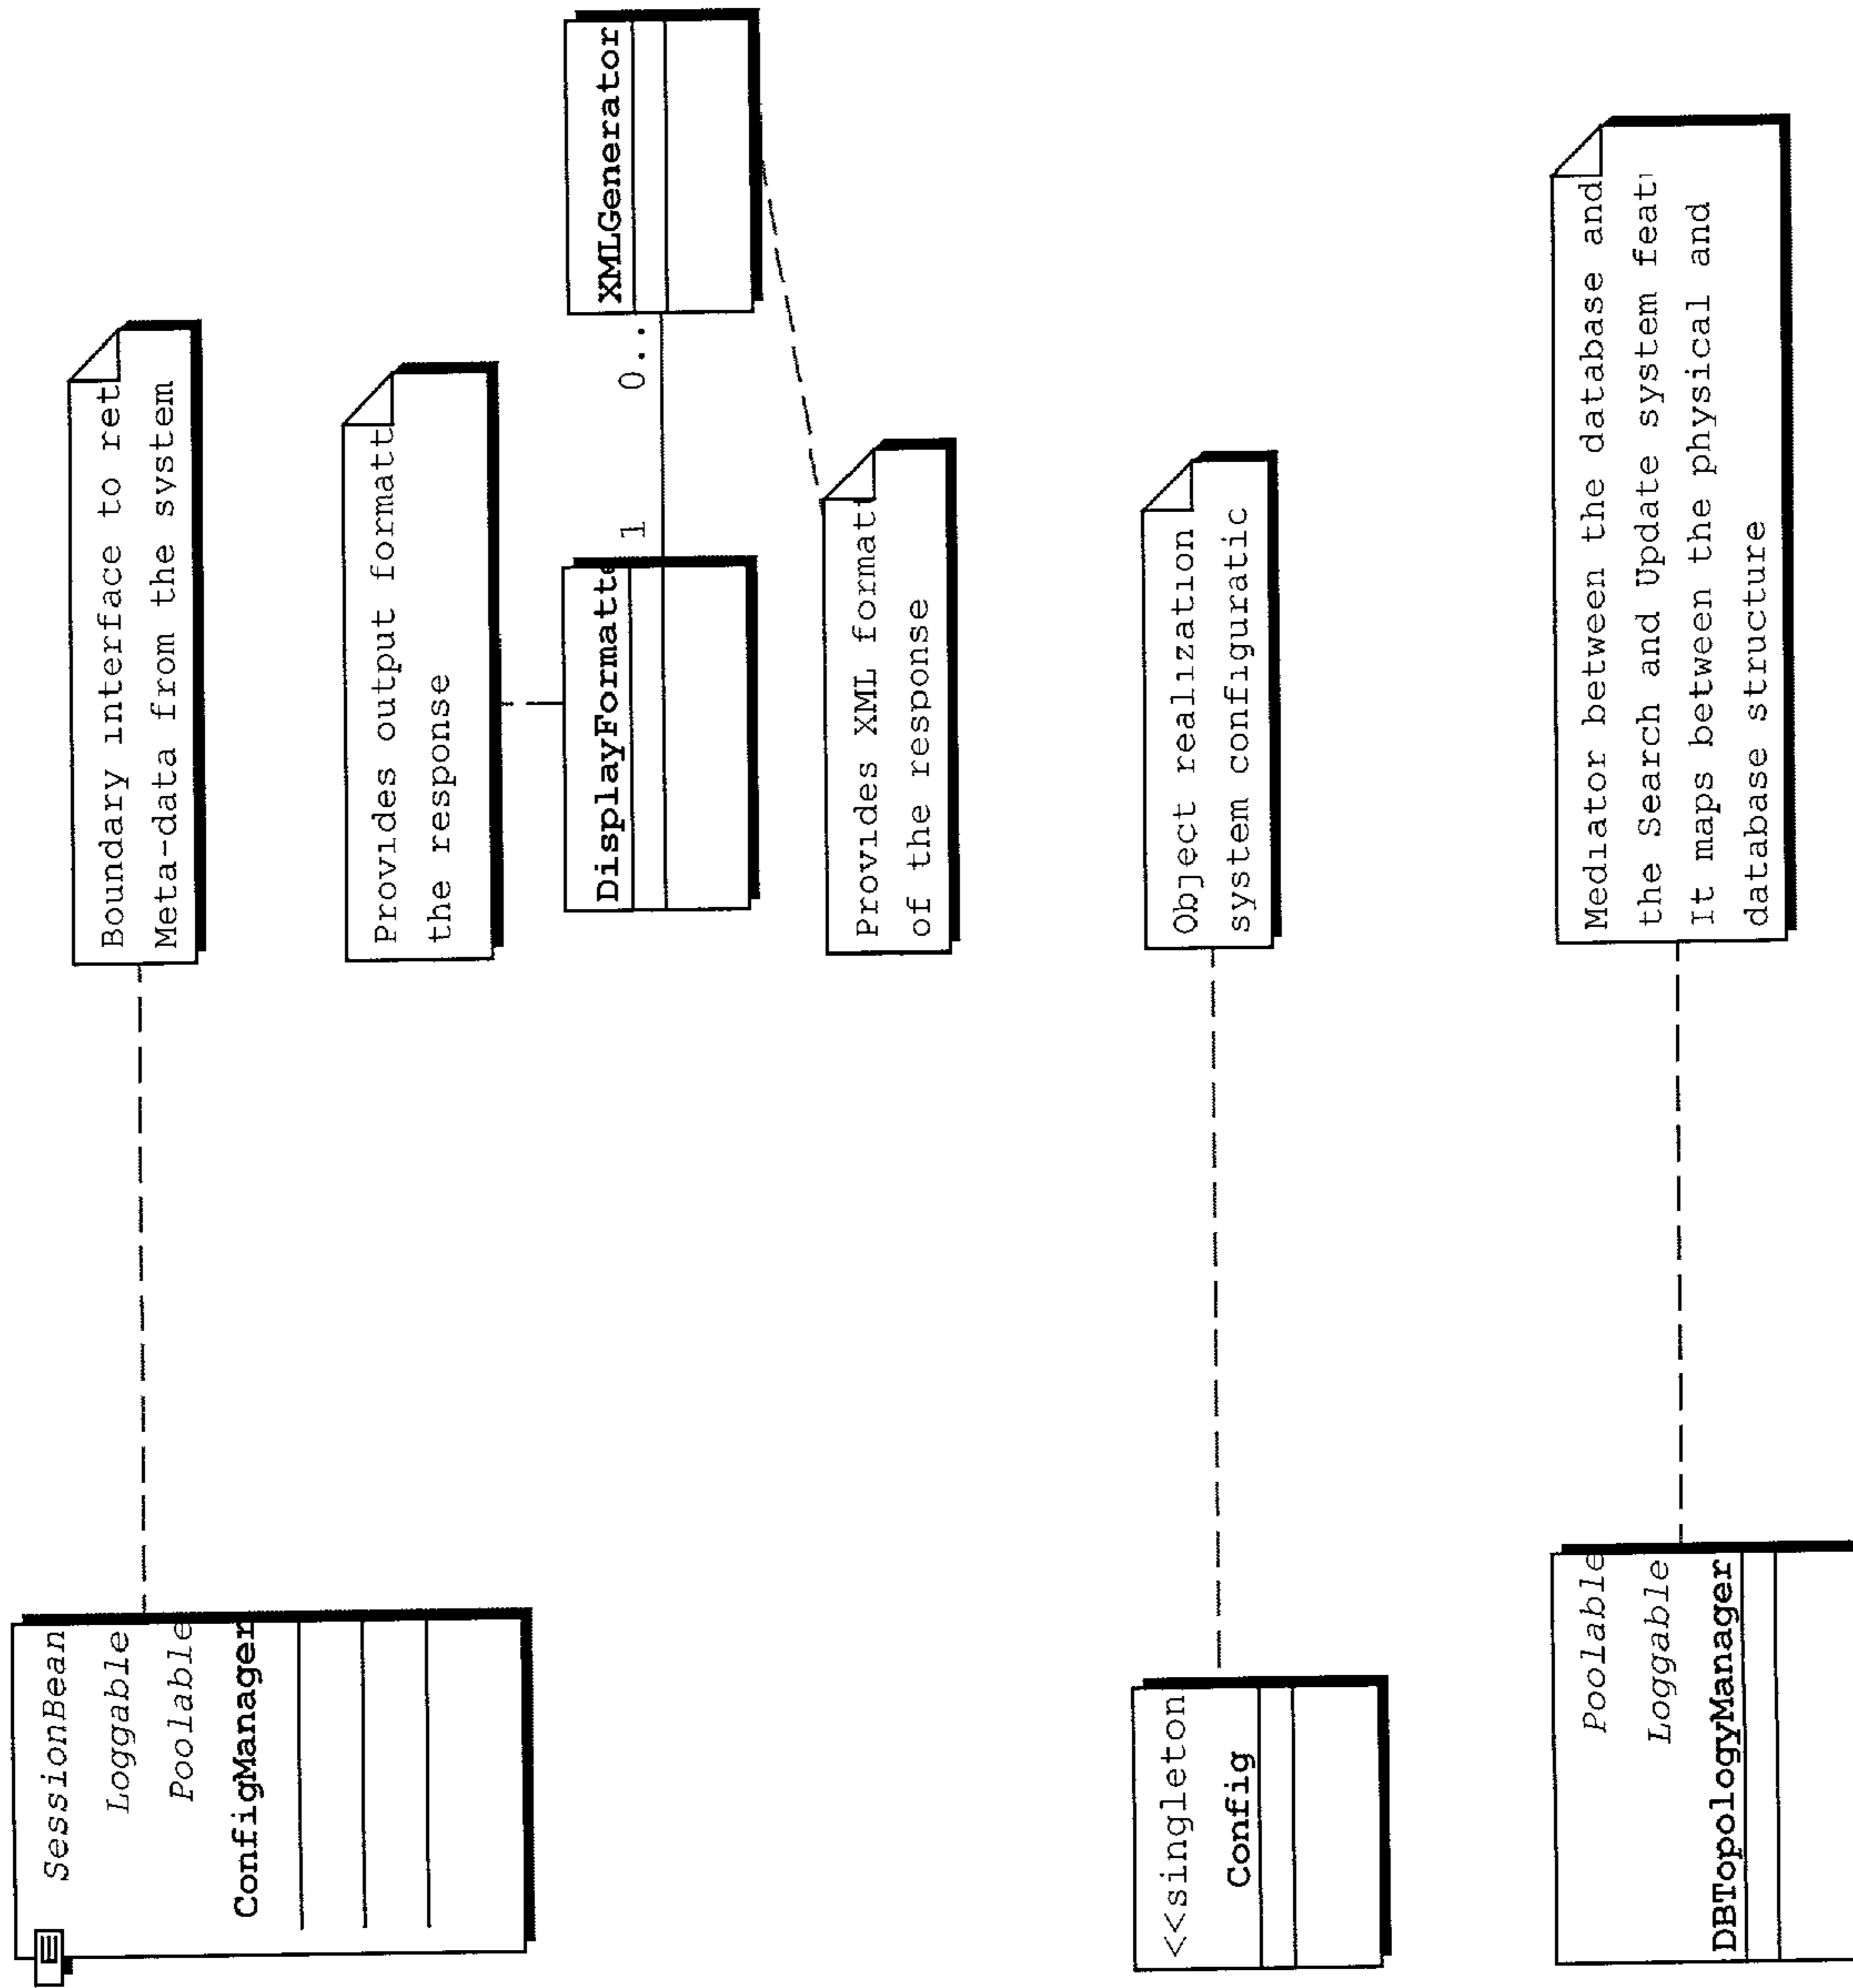 SessionBean
Loggable
Poolable
ConfigManager
Boundary interface to ret
Meta-data from the system
Provides output formatt
the response
DisplayFormatte
1
0..
XMLGenerator
Provides XML formatt
of the response
<<singleton
Config
Object realization
system configuratic
Poolable
Loggable
DBTopologyManager
Mediator between the database and
the Search and Update system feat
It maps between the physical and
database structure